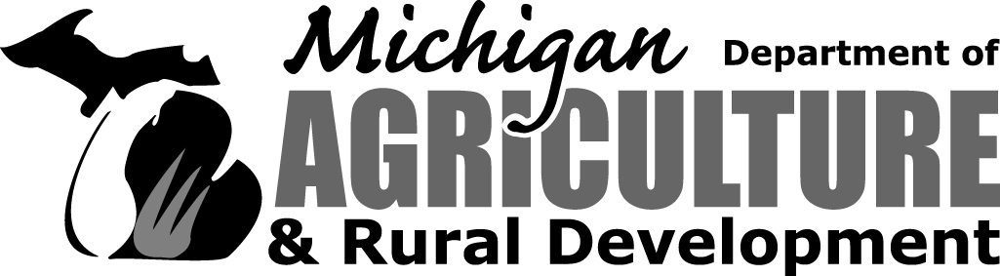 Michigan Department of
AGRICULTURE
& Rural Development